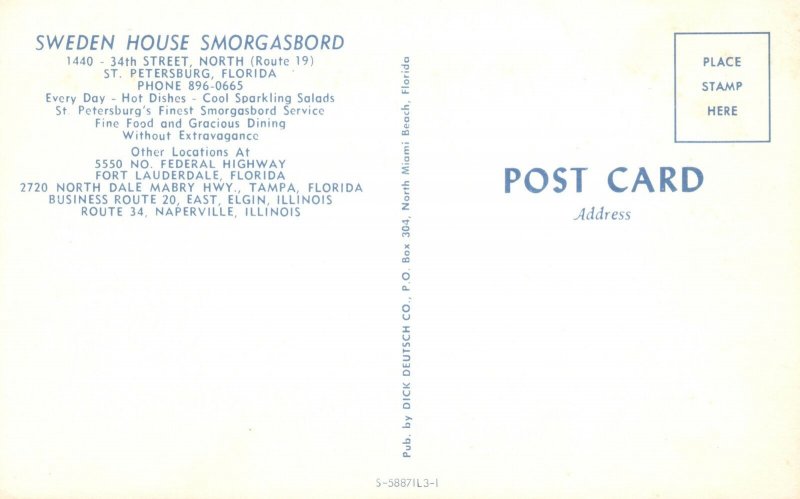 SWEDEN HOUSE SMORGASBORD
1440 - 34th STREET, NORTH (Route 19)
ST. PETERSBURG, FLORIDA
PHONE 896-0665
Every Day - Hot Dishes - Cool Sparkling Salads
St. Petersburg's Finest Smorgasbord Service
Fine Food and Gracious Dining
Without Extravagance
Other Locations At
5550 NO. FEDERAL HIGHWAY
FORT LAUDERDALE, FLORIDA
2720 NORTH DALE MABRY HWY., TAMPA, FLORIDA
BUSINESS ROUTE 20, EAST, ELGIN, ILLINOIS
ROUTE 34, NAPERVILLE, ILLINOIS
Pub. by DICK DEUTSCH CO., P.O. Box 304, North Miami Beach, Florida
S-58871L3-1
PLACE
STAMP
HERE
POST CARD
Address